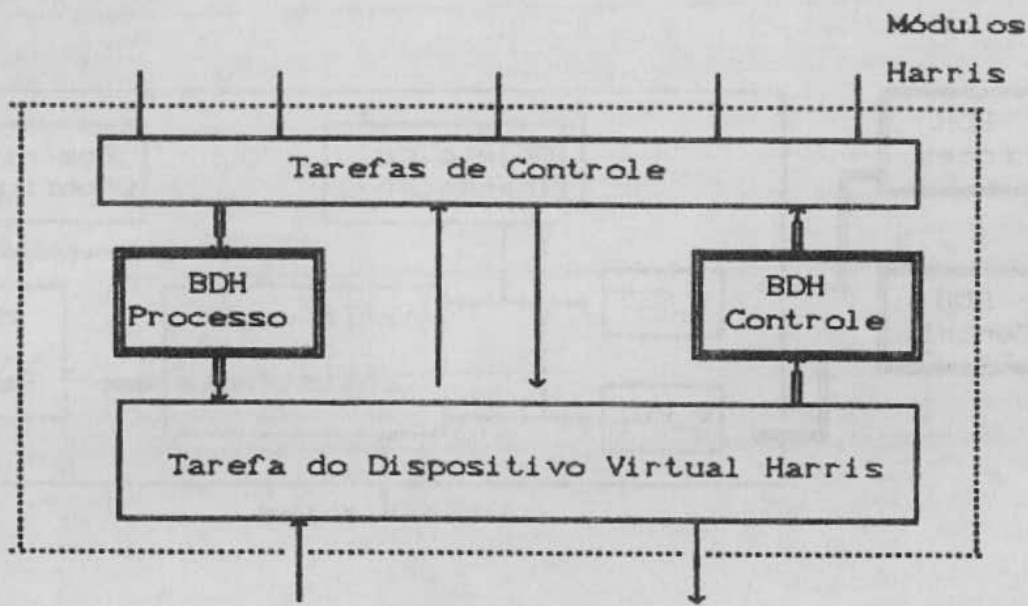 Módulos
Harris
Tarefas de Controle
BDH
Processo
BDH
Controle
Tarefa do Dispositivo Virtual Harris